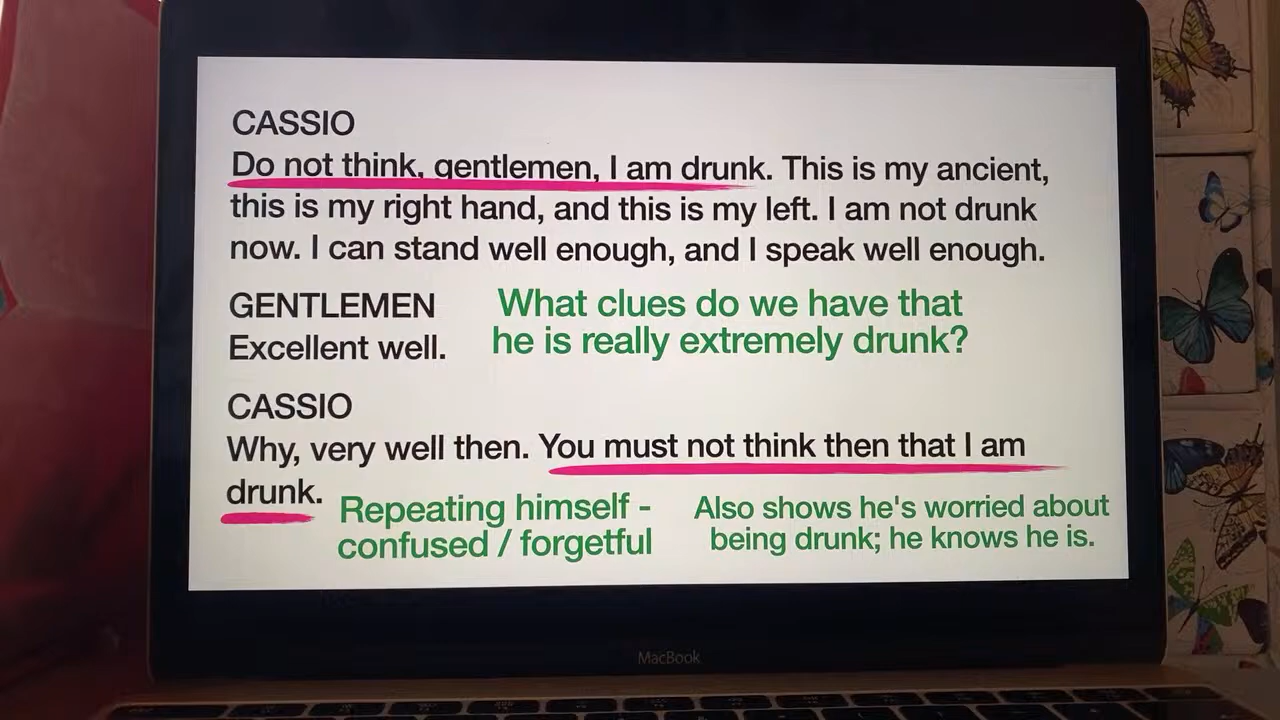 CASSIO
Do not think, gentlemen, I am drunk. This is my ancient,
this is my right hand, and this is my left. I am not drunk
now. I can stand well enough, and I speak well enough.
GENTLEMEN
Excellent well.
What clues do we have that
he is really extremely drunk?
CASSIO
Why, very well then. You must not think then that I am
drunk.
Repeating himself -
confused / forgetful
Also shows he's worried about
being drunk; he knows he is.
MacBook